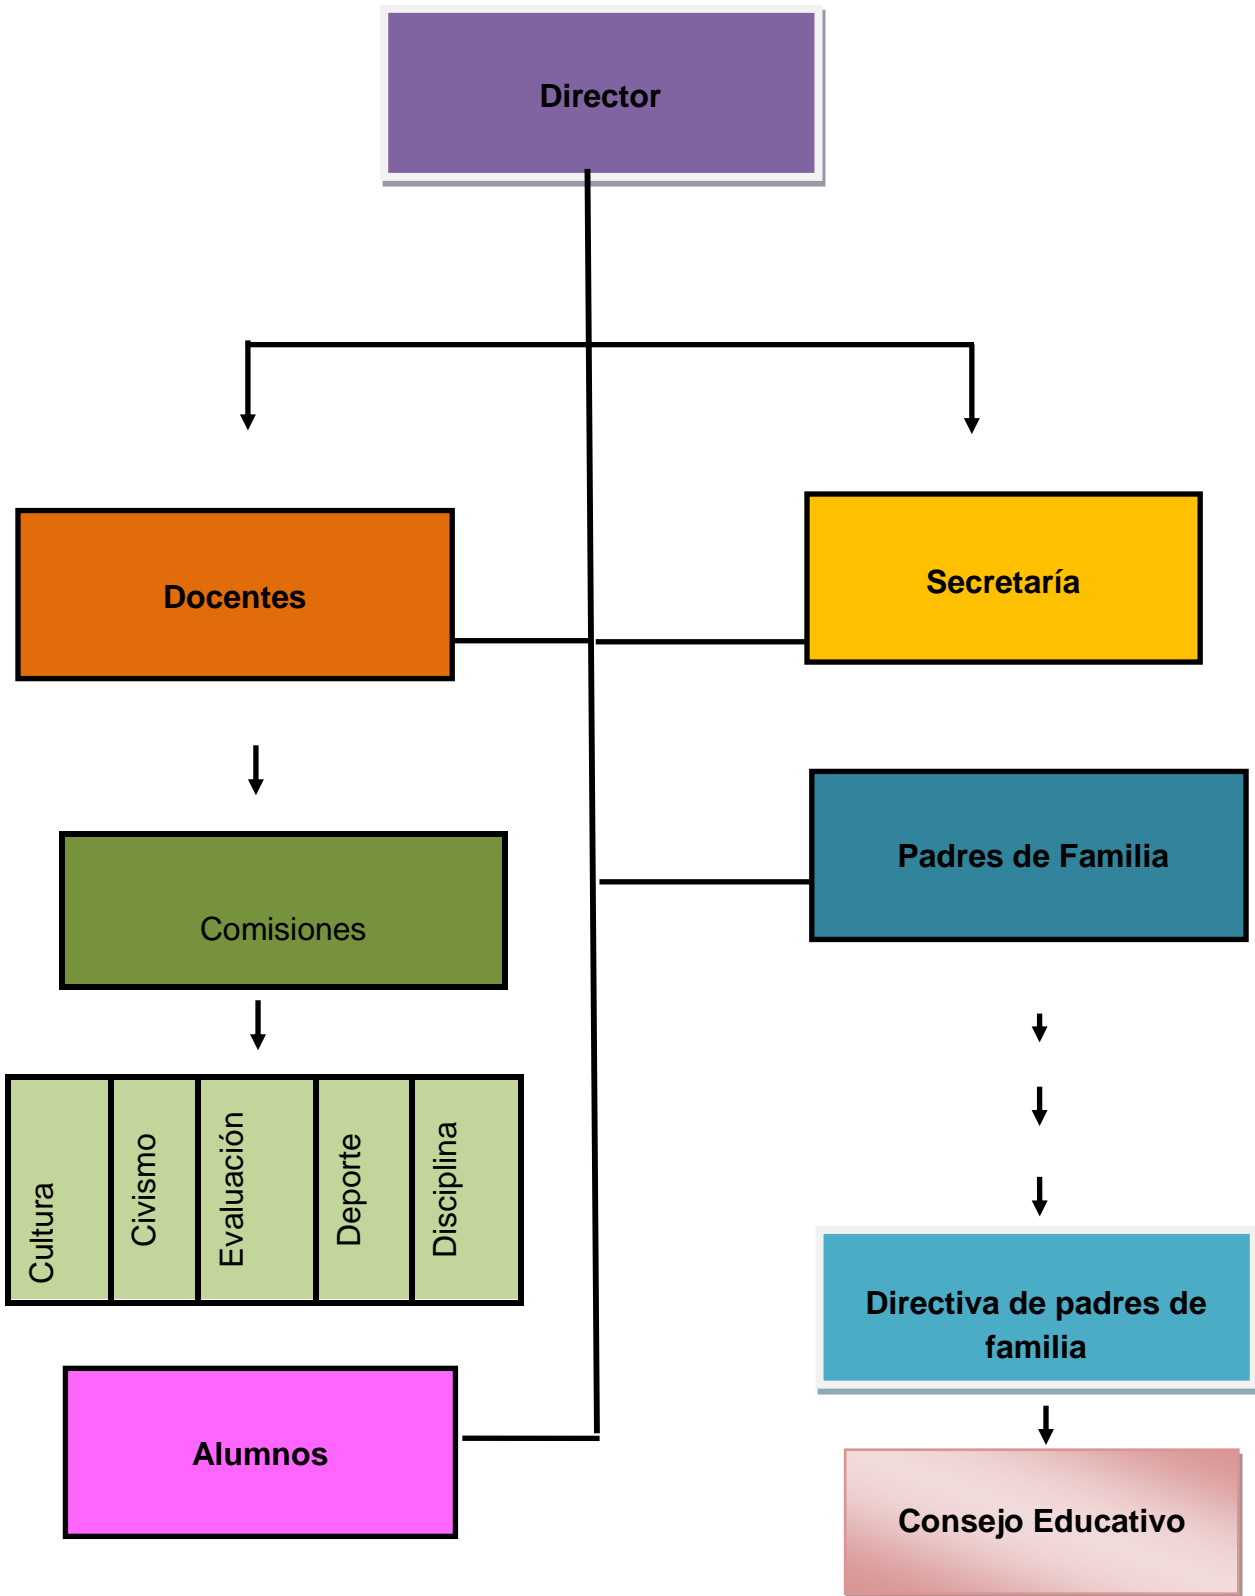 Director
Docentes
Secretaría
Padres de Familia
Comisiones
Cultura
Civismo
Evaluación
Deporte
Disciplina
Directiva de padres de
familia
Alumnos
Consejo Educativo